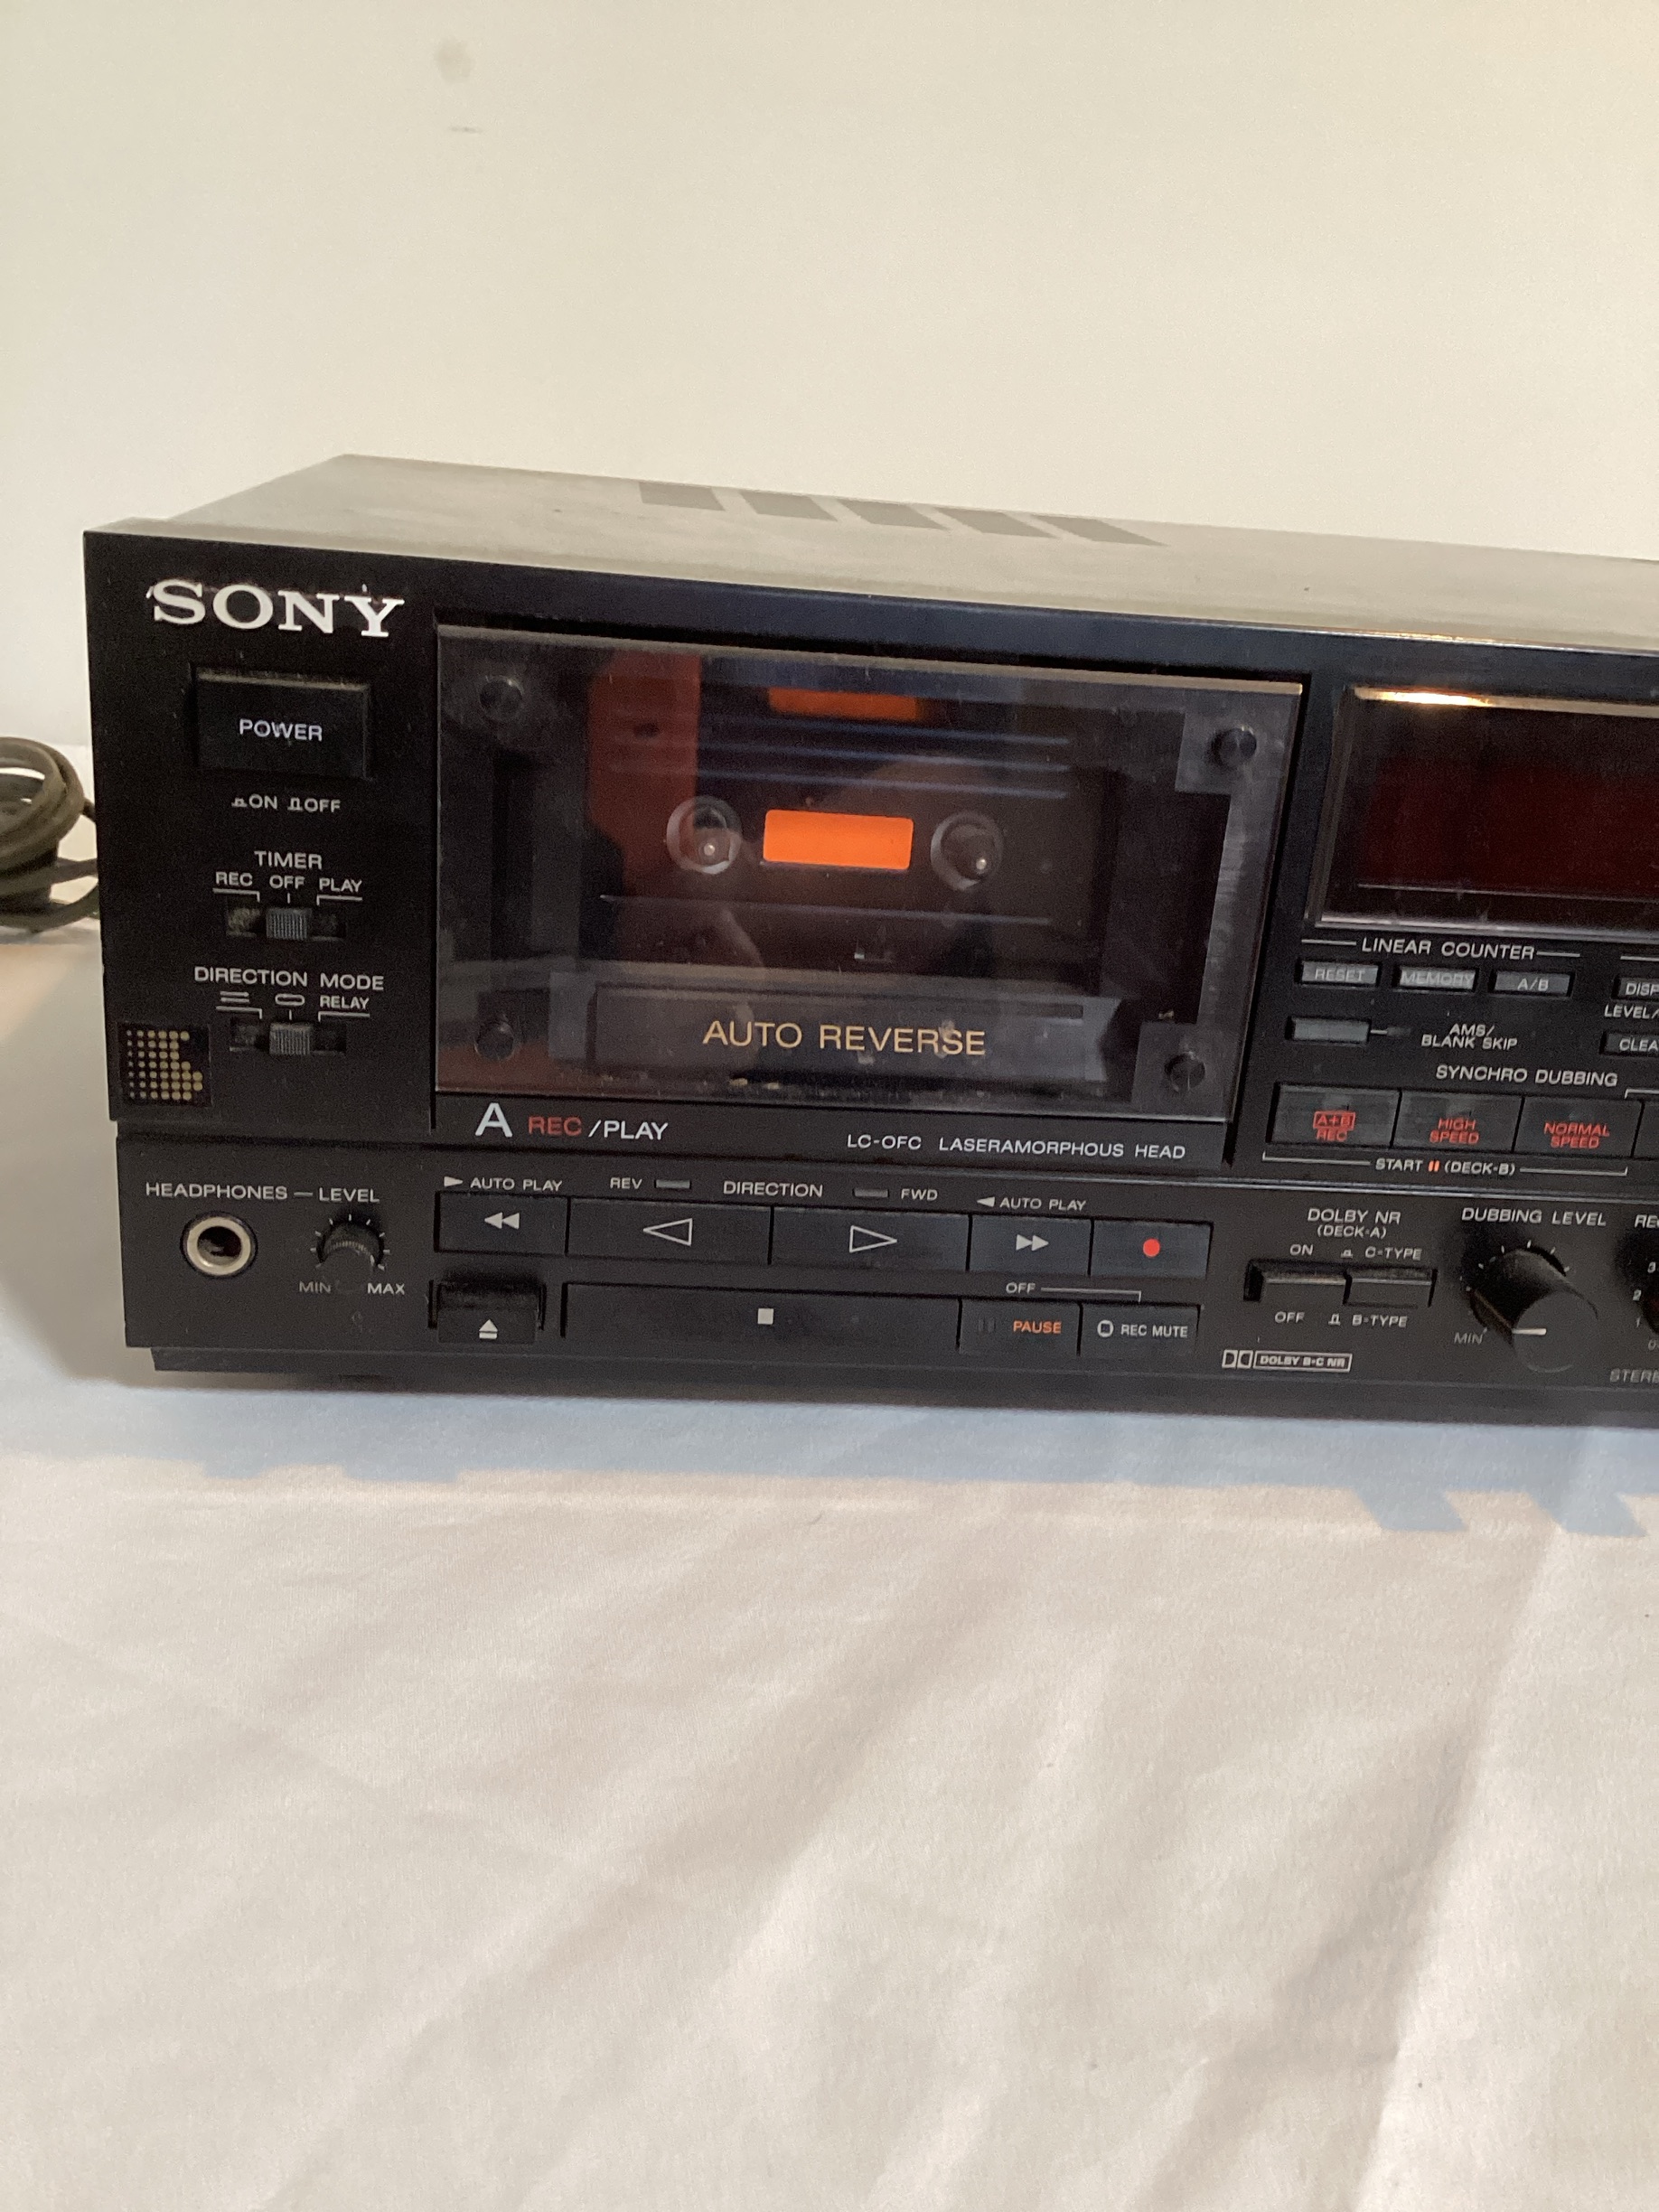 SONY
POWER
ON OFF
TIMER
REC OFF PLAY
DIRECTION MODE
RELAY
AUTO REVERSE
A REC/PLAY
LC-OFC LASERAMORPHOUS HEAD
LINEAR COUNTER
RESET MEMORY A/B
AMS/
BLANK SKIP
SYNCHRO DUBBING
A+B
REC
HIGH
SPEED
NORMAL
SPEED
START (DECK-B)
HEADPHONES — LEVEL
MIN MAX
AUTO PLAY REV DIRECTION FWD AUTO PLAY
OFF
PAUSE
REC MUTE
DOLBY NR
(DECK-A)
ON C-TYPE
OFF B-TYPE
DOLBY B·C NR
DUBBING LEVEL
MIN
3
2
1